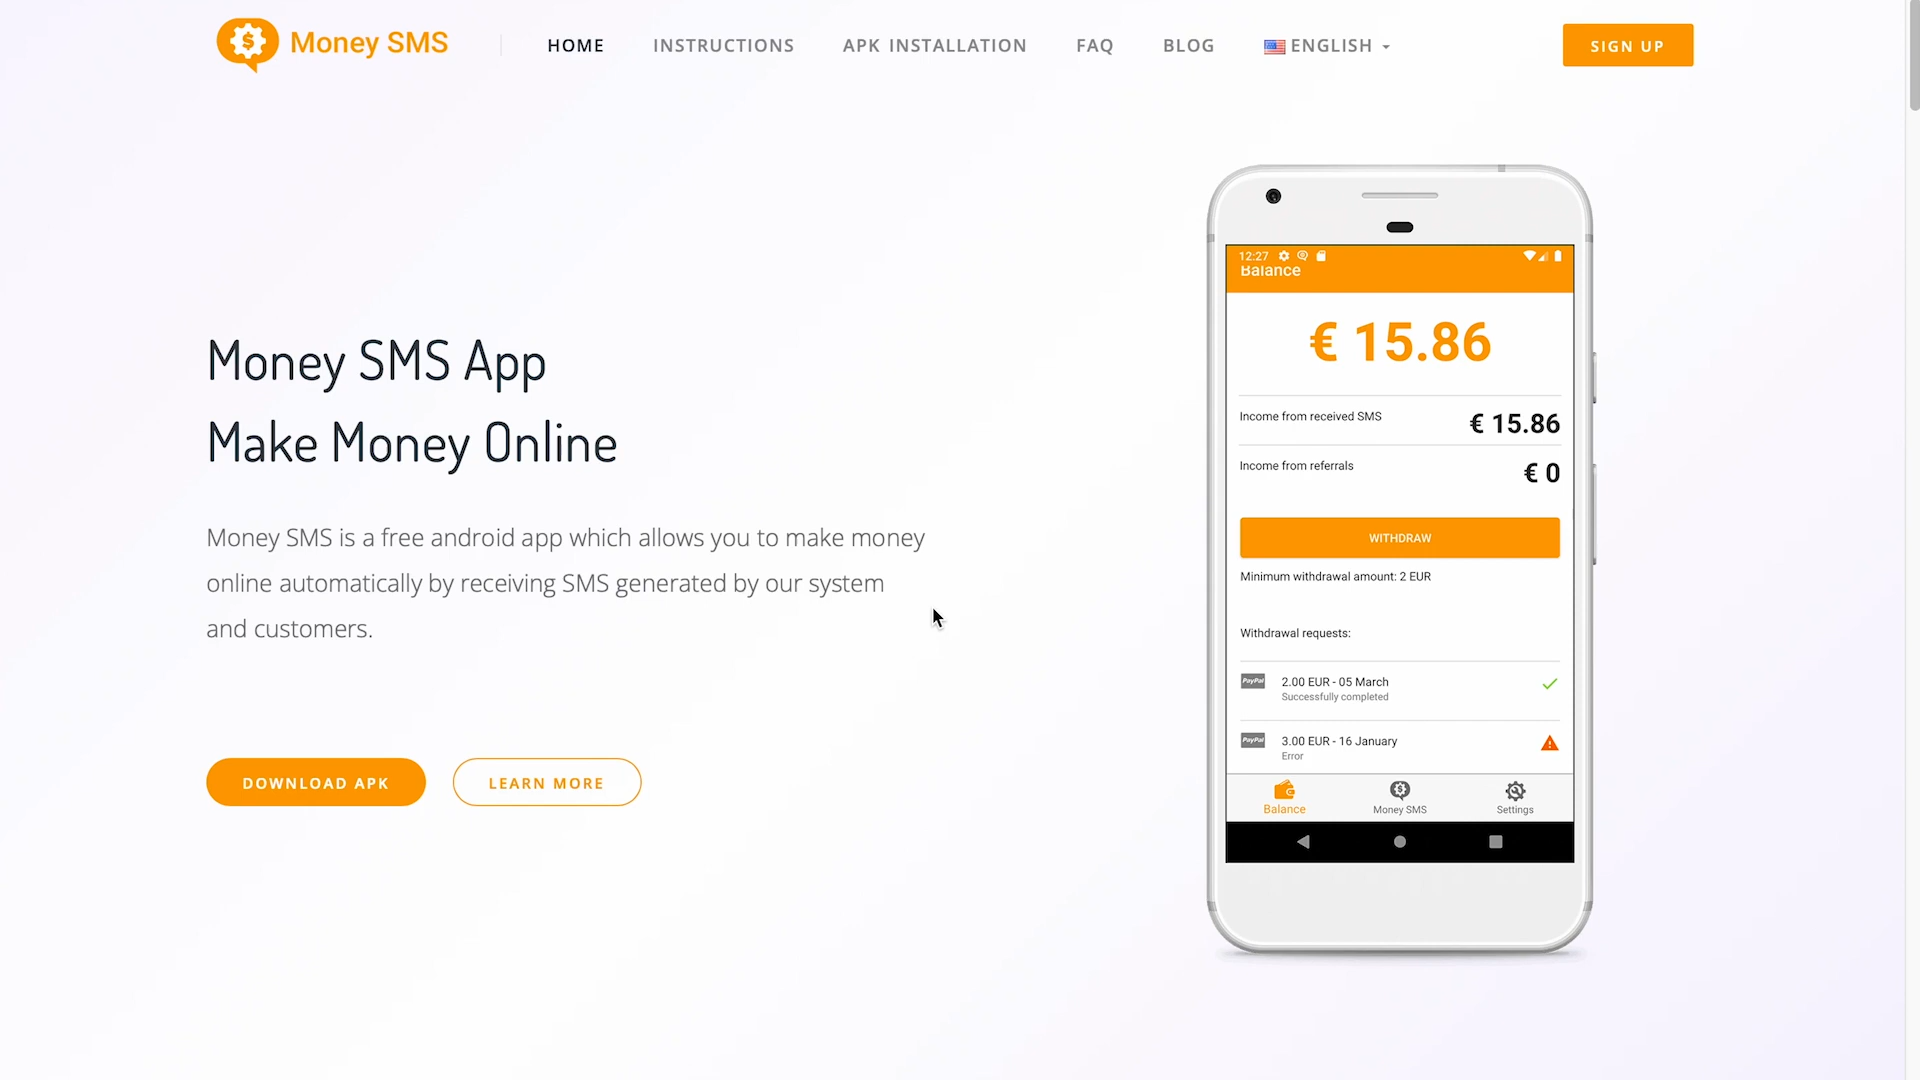 Money SMS
HOME
INSTRUCTIONS
APK INSTALLATION
FAQ
BLOG
ENGLISH
SIGN UP
Money SMS App
Make Money Online
Money SMS is a free android app which allows you to make money
online automatically by receiving SMS generated by our system
and customers.
DOWNLOAD APK
LEARN MORE
12:27
Balance
€ 15.86
Income from received SMS
€ 15.86
Income from referrals
€ 0
WITHDRAW
Minimum withdrawal amount: 2 EUR
Withdrawal requests:
PayPal
2.00 EUR - 05 March
Successfully completed
PayPal
3.00 EUR - 16 January
Error
Balance
Money SMS
Settings